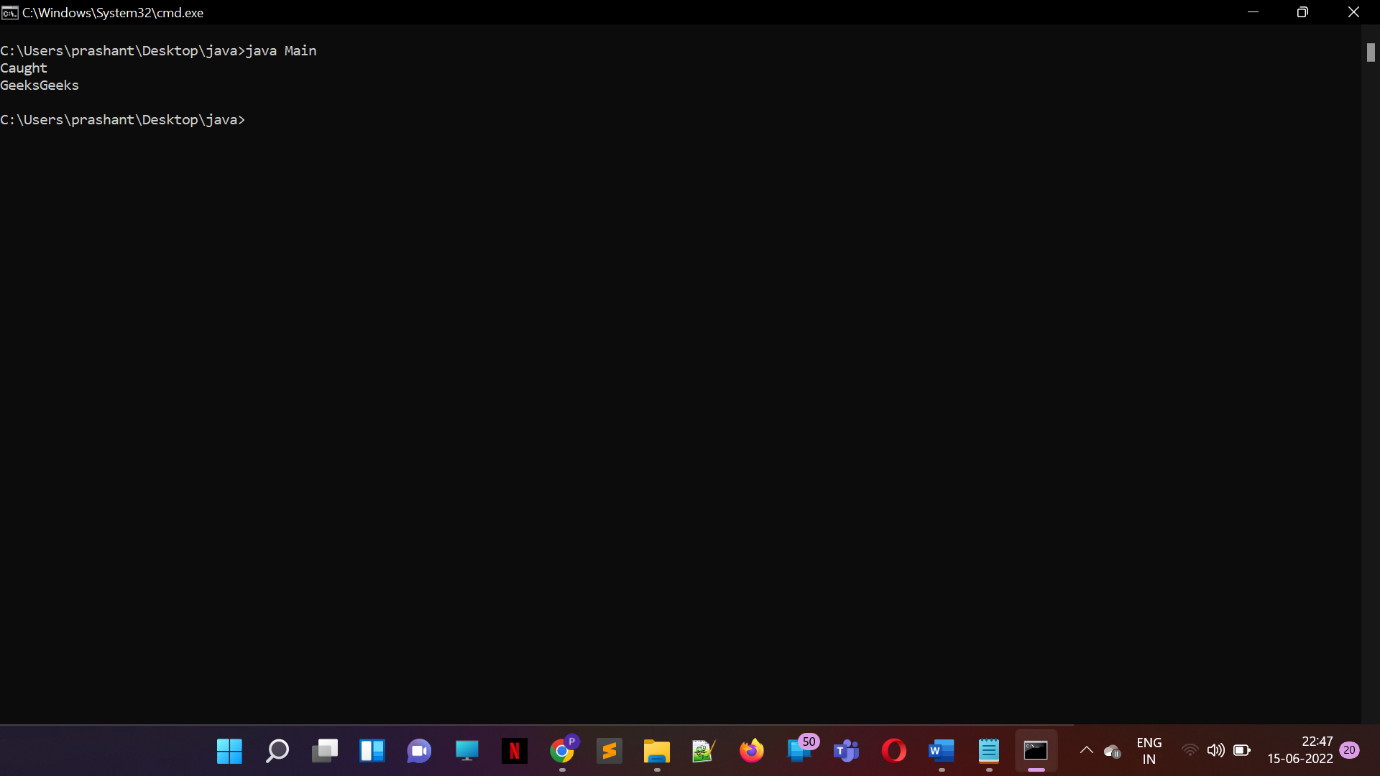 C:\Windows\System32\cmd.exe
C:\Users\prashant\Desktop\java>java Main
Caught
GeeksGeeks
C:\Users\prashant\Desktop\java>
P
50
ENG
IN
22:47
15-06-2022
20